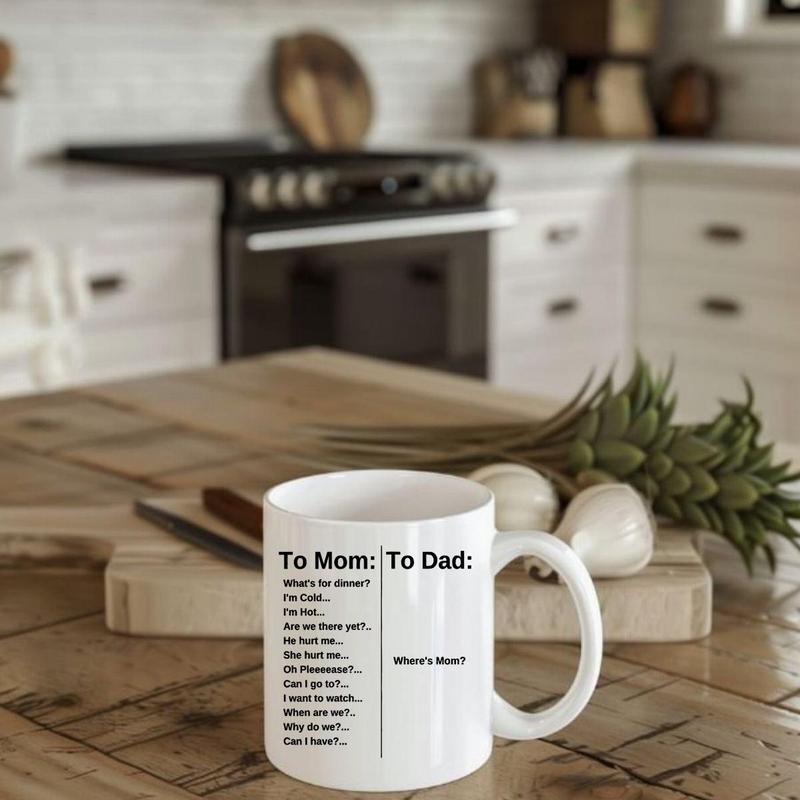 To Mom:
What's for dinner?
I'm Cold...
I'm Hot...
Are we there yet?..
He hurt me...
She hurt me...
Oh Pleeeease?...
Can I go to?...
I want to watch...
When are we?..
Why do we?...
Can I have?...
To Dad:
Where's Mom?